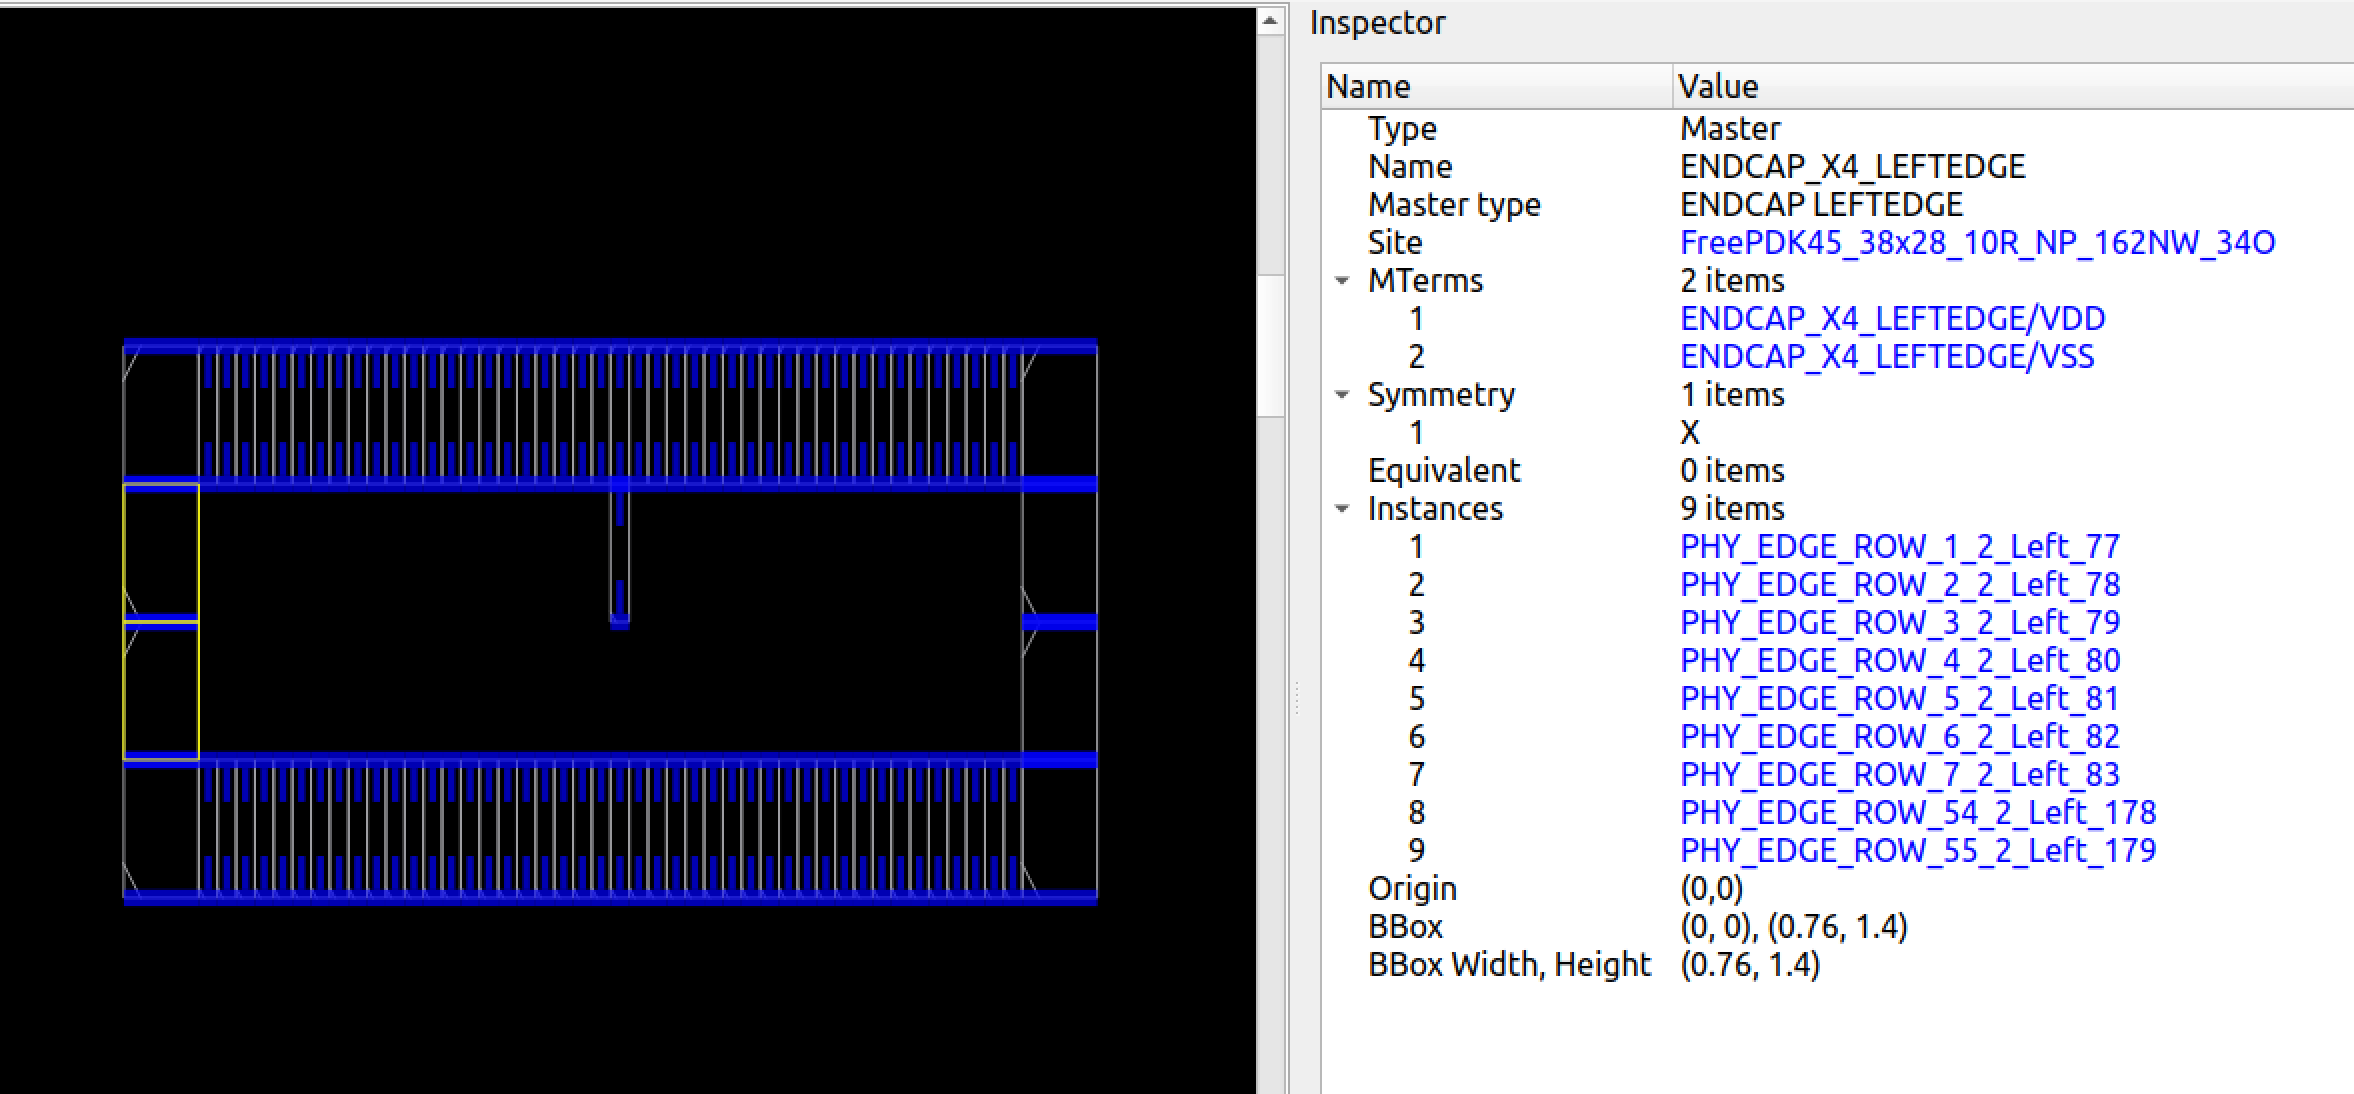 Inspector
Name Value
Type Master
Name ENDCAP_X4_LEFTEDGE
Master type ENDCAP LEFTEDGE
Site FreePDK45_38x28_10R_NP_162NW_34O
MTerms 2 items
1 ENDCAP_X4_LEFTEDGE/VDD
2 ENDCAP_X4_LEFTEDGE/VSS
Symmetry 1 items
1 X
Equivalent 0 items
Instances 9 items
1 PHY_EDGE_ROW_1_2_Left_77
2 PHY_EDGE_ROW_2_2_Left_78
3 PHY_EDGE_ROW_3_2_Left_79
4 PHY_EDGE_ROW_4_2_Left_80
5 PHY_EDGE_ROW_5_2_Left_81
6 PHY_EDGE_ROW_6_2_Left_82
7 PHY_EDGE_ROW_7_2_Left_83
8 PHY_EDGE_ROW_54_2_Left_178
9 PHY_EDGE_ROW_55_2_Left_179
Origin (0,0)
BBox (0, 0), (0.76, 1.4)
BBox Width, Height (0.76, 1.4)